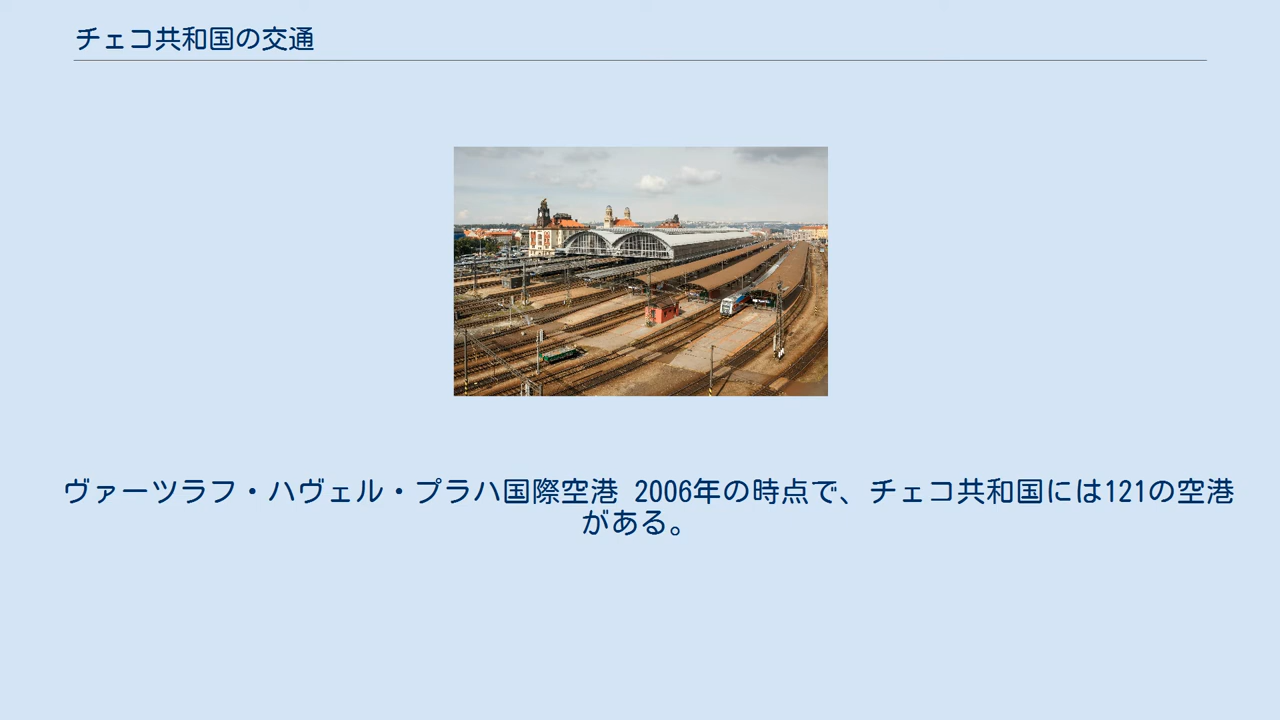 チェコ共和国の交通
ヴァーツラフ・ハヴェル・プラハ国際空港 2006年の時点で、チェコ共和国には121の空港
がある。